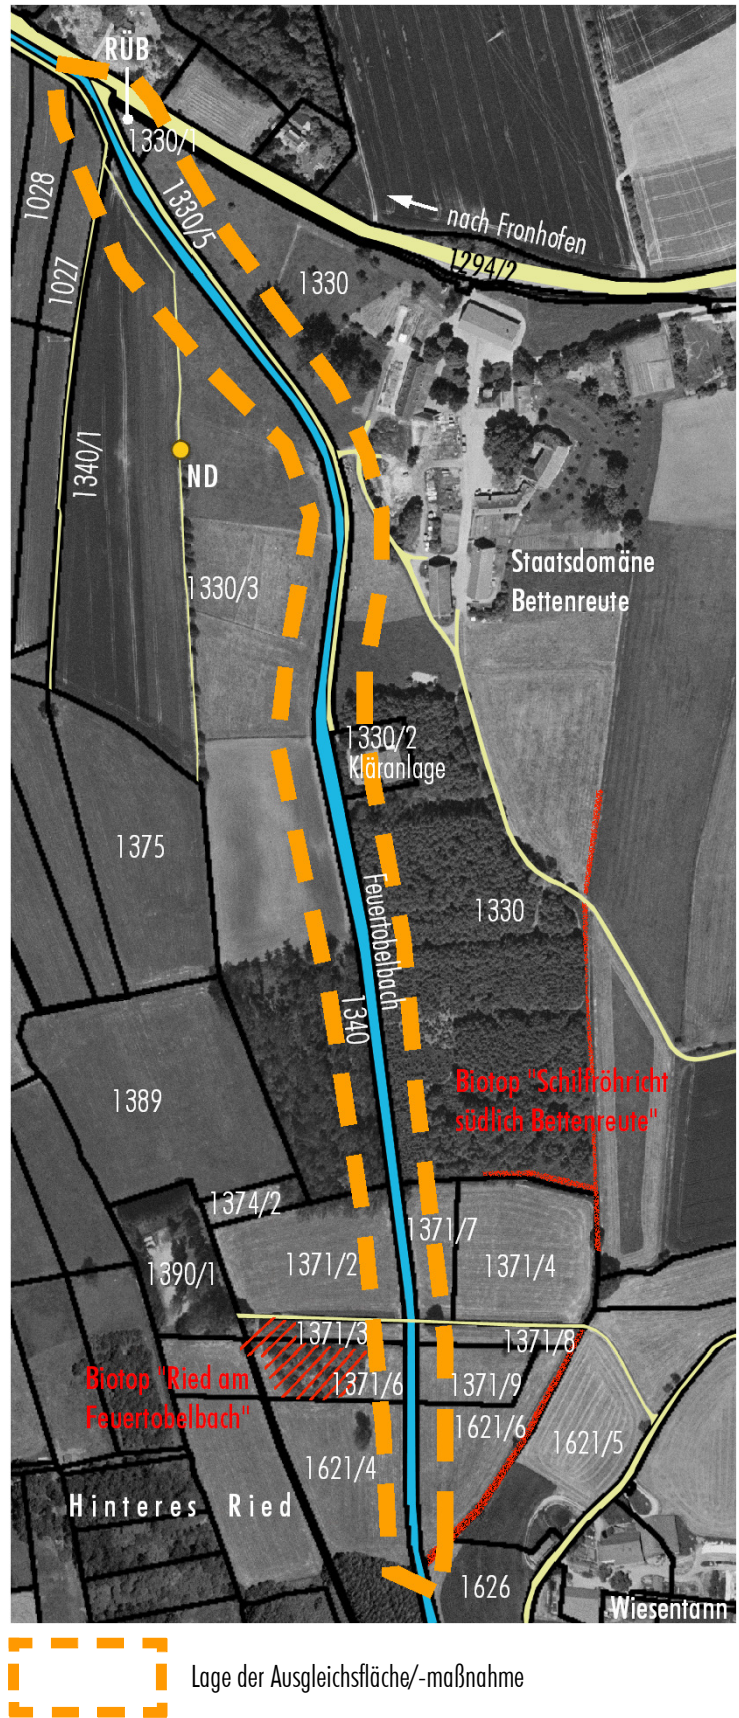 RÜB
1330/1
1028
1330/5
nach Fronhofen
1294/2
1027
1330
1340/1
ND
Staatsdomäne
Bettenreute
1330/3
1330/2
Kläranlage
1375
Feuertobelbach
1330
1340
Biotop "Schilfröhricht
südlich Bettenreute"
1389
1374/2
1371/7
1390/1
1371/2
1371/4
1371/3
1371/8
Biotop "Ried am
Feuertobelbach"
1371/6
1371/9
1621/6
1621/5
1621/4
Hinteres Ried
1626
Wiesentann
Lage der Ausgleichsfläche/-maßnahme